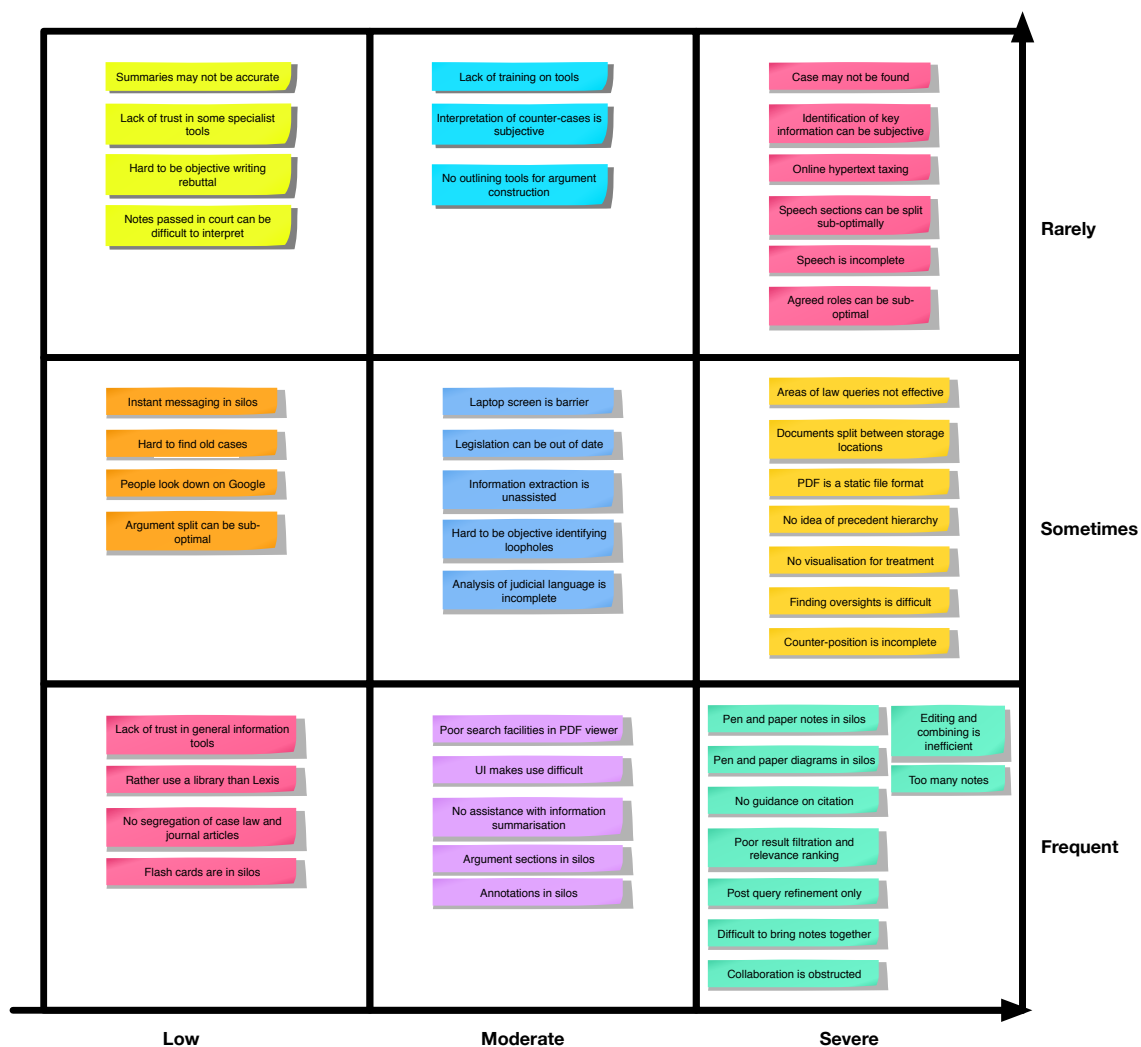 Summaries may not be accurate
Lack of trust in some specialist
tools
Hard to be objective writing
rebuttal
Notes passed in court can be
difficult to interpret
Lack of training on tools
Interpretation of counter-cases is
subjective
No outlining tools for argument
construction
Case may not be found
Identification of key
information can be subjective
Online hypertext taxing
Speech sections can be split
sub-optimally
Speech is incomplete
Agreed roles can be sub-
optimal
Rarely
Instant messaging in silos
Hard to find old cases
People look down on Google
Argument split can be sub-
optimal
Laptop screen is barrier
Legislation can be out of date
Information extraction is
unassisted
Hard to be objective identifying
loopholes
Analysis of judicial language is
incomplete
Areas of law queries not effective
Documents split between storage
locations
PDF is a static file format
No idea of precedent hierarchy
No visualisation for treatment
Finding oversights is difficult
Counter-position is incomplete
Sometimes
Lack of trust in general information
tools
Rather use a library than Lexis
No segregation of case law and
journal articles
Flash cards are in silos
Poor search facilities in PDF viewer
UI makes use difficult
No assistance with information
summarisation
Argument sections in silos
Annotations in silos
Pen and paper notes in silos
Pen and paper diagrams in silos
No guidance on citation
Poor result filtration and
relevance ranking
Post query refinement only
Difficult to bring notes together
Collaboration is obstructed
Editing and
combining is
inefficient
Too many notes
Frequent
Low
Moderate
Severe